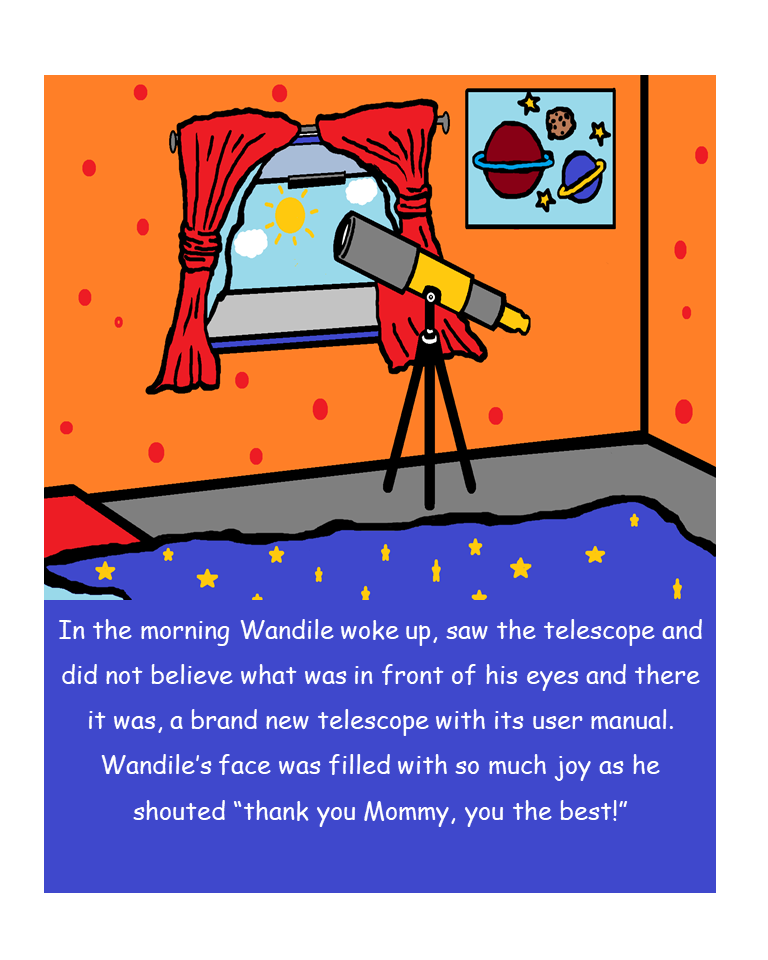 In the morning Wandile woke up, saw the telescope and
did not believe what was in front of his eyes and there
it was, a brand new telescope with its user manual.
Wandile’s face was filled with so much joy as he
shouted “thank you Mommy, you the best!”